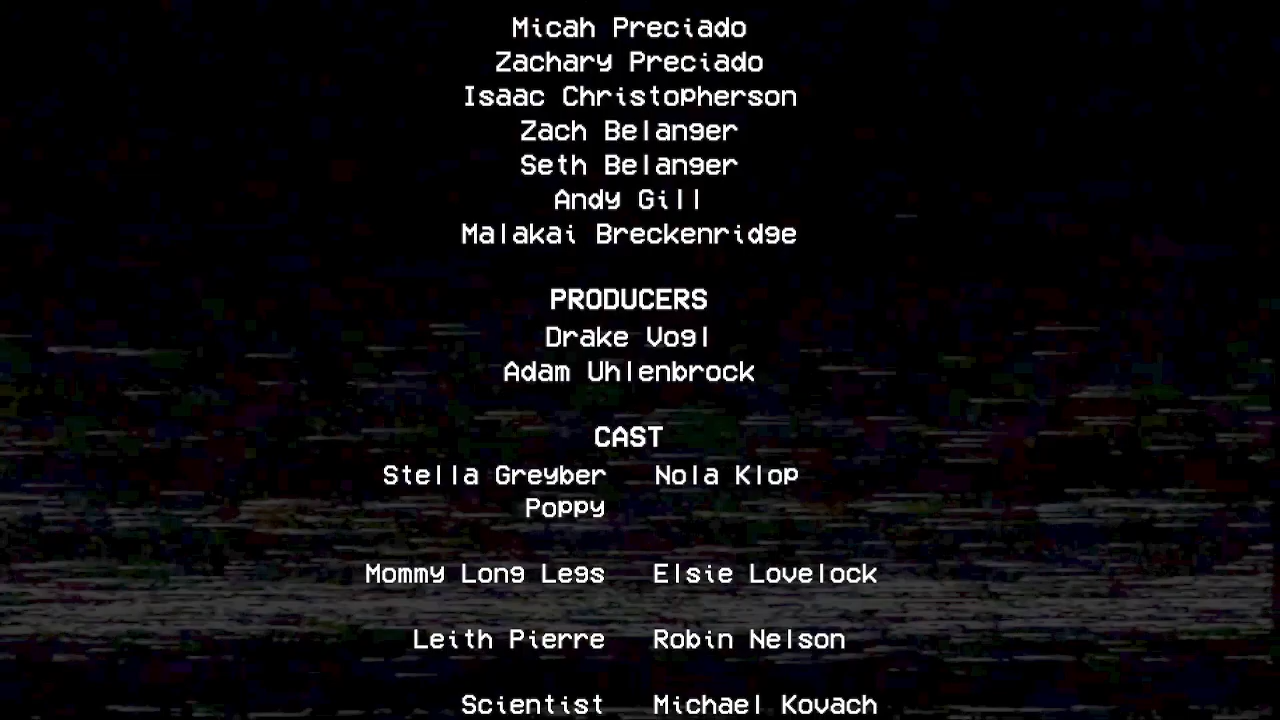 Micah Preciado
Zachary Preciado
Isaac Christopherson
Zach Belanger
Seth Belanger
Andy Gill
Malakai Breckenridge
PRODUCERS
Drake Vogl
Adam Uhlenbrock
CAST
Stella Greyber Nola Klop
Poppy
Mommy Long Legs Elsie Lovelock
Leith Pierre Robin Nelson
Scientist Michael Kovach